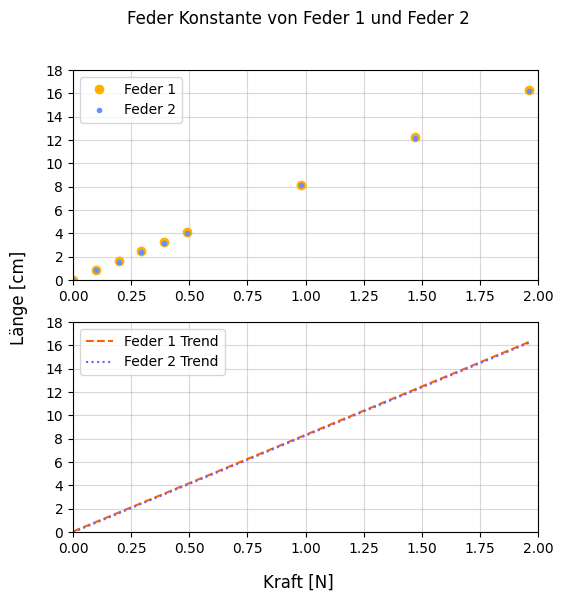 Feder Konstante von Feder 1 und Feder 2
18
16
14
12
10
8
6
4
2
0
Feder 1
Feder 2
0.00 0.25 0.50 0.75 1.00 1.25 1.50 1.75 2.00
Länge [cm]
18
16
14
12
10
8
6
4
2
0
Feder 1 Trend
Feder 2 Trend
0.00 0.25 0.50 0.75 1.00 1.25 1.50 1.75 2.00
Kraft [N]